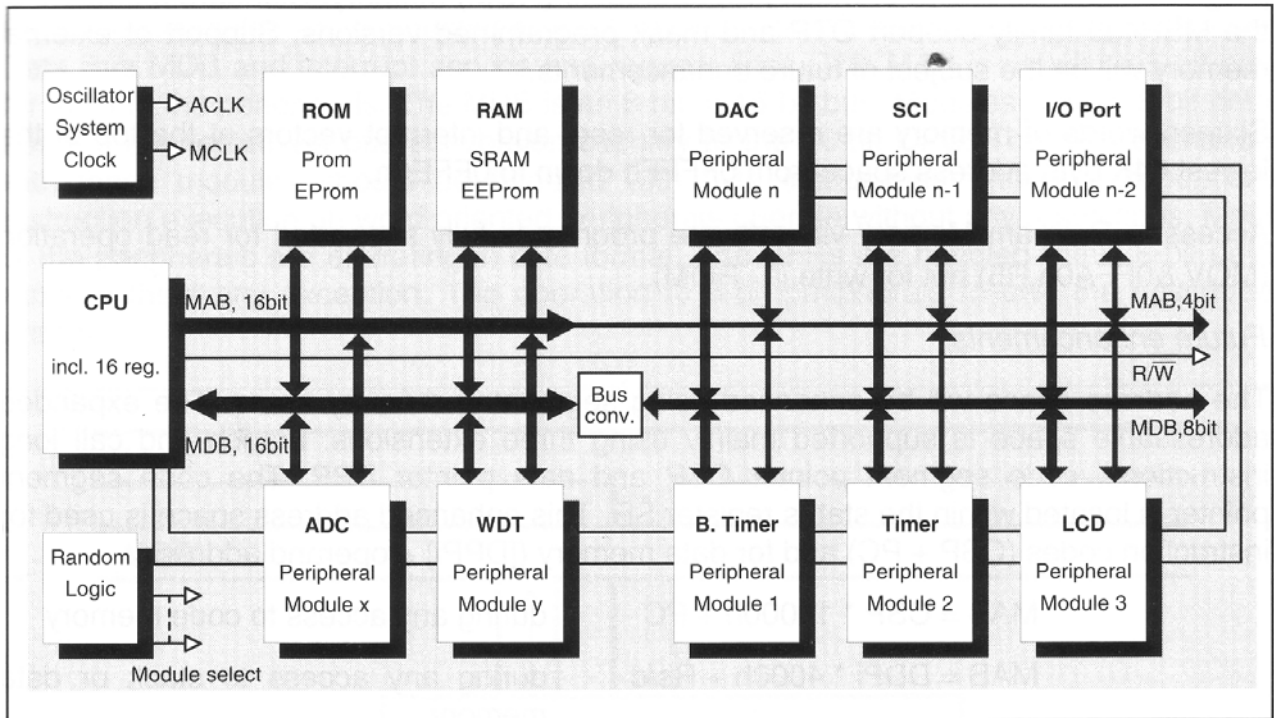 Oscillator
System
Clock
ACLK
MCLK
ROM
Prom
EProm
RAM
SRAM
EEProm
DAC
Peripheral
Module n
SCI
Peripheral
Module n-1
I/O Port
Peripheral
Module n-2
CPU
incl. 16 reg.
MAB, 16bit
MDB, 16bit
Bus
conv.
MAB,4bit
R/W̅
MDB,8bit
Random
Logic
Module select
ADC
Peripheral
Module x
WDT
Peripheral
Module y
B. Timer
Peripheral
Module 1
Timer
Peripheral
Module 2
LCD
Peripheral
Module 3